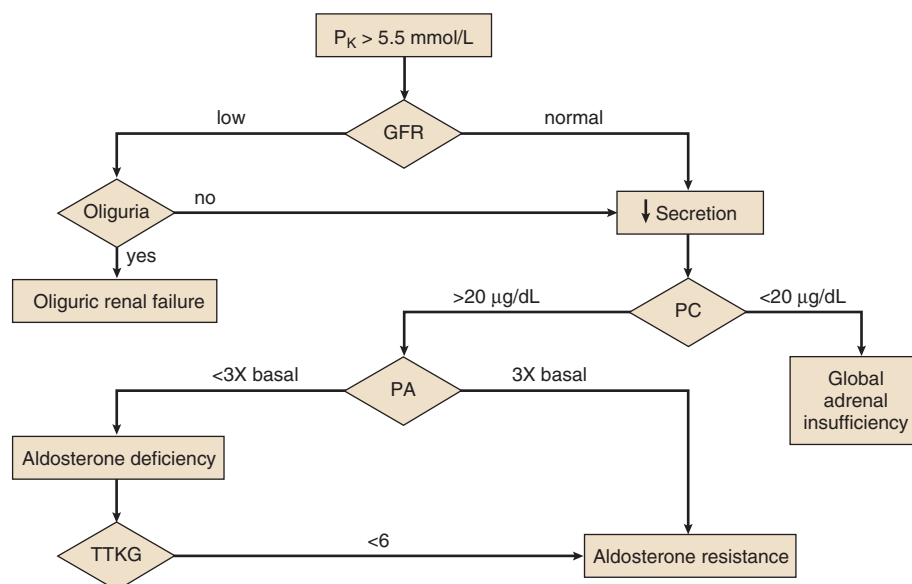 P_K > 5.5 mmol/L
low
GFR
normal
Oliguria
no
↓ Secretion
yes
Oliguric renal failure
>20 μg/dL
PC
<20 μg/dL
<3X basal
PA
3X basal
Global
adrenal
insufficiency
Aldosterone deficiency
TTKG
<6
Aldosterone resistance